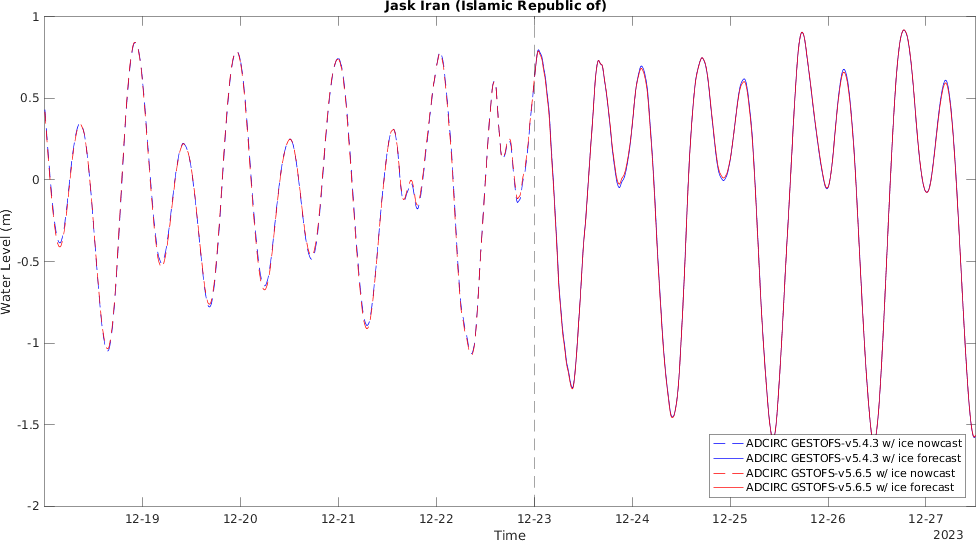 Jask Iran (Islamic Republic of)
Water Level (m)
1
0.5
0
-0.5
-1
-1.5
-2
ADCIRC GESTOFS-v5.4.3 w/ ice nowcast
ADCIRC GESTOFS-v5.4.3 w/ ice forecast
ADCIRC GSTOFS-v5.6.5 w/ ice nowcast
ADCIRC GSTOFS-v5.6.5 w/ ice forecast
12-19 12-20 12-21 12-22 12-23 12-24 12-25 12-26 12-27
Time
2023